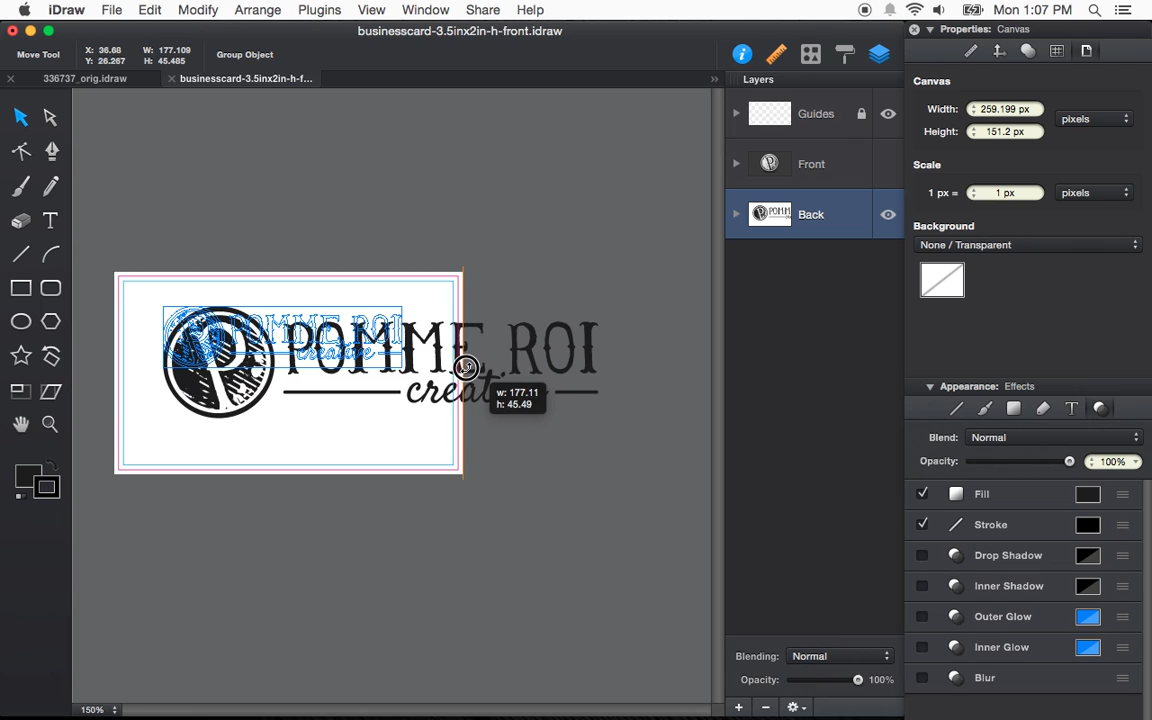 iDraw File Edit Modify Arrange Plugins View Window Share Help Mon 1:07 PM
businesscard-3.5inx2in-h-front.idraw
Properties: Canvas
Move Tool X: 36.68 W: 177.109 Group Object
Y: 26.267 H: 45.485
336737_orig.idraw businesscard-3.5inx2in-h-f... »
Layers
Guides
Front
Back
Canvas
Width: 259.199 px pixels
Height: 151.2 px
Scale
1 px = 1 px pixels
Background
None / Transparent
POMME ROI
creative
POMME ROI
creat
w: 177.11
h: 45.49
Appearance: Effects
Blend: Normal
Opacity: 100%
Fill
Stroke
Drop Shadow
Inner Shadow
Outer Glow
Inner Glow
Blur
Blending: Normal
Opacity: 100%
150%